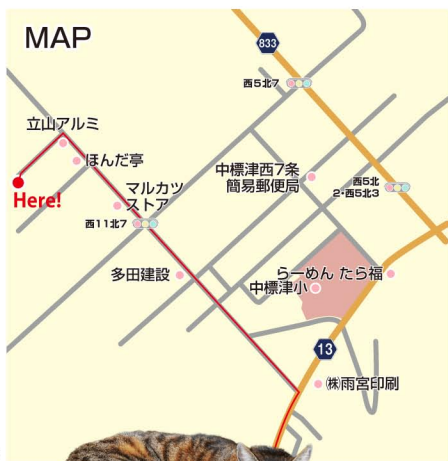 MAP
833
西5北7
立山アルミ
ほんだ亭
中標津西7条
簡易郵便局
西5北
2・西5北3
Here!
マルカツ
ストア
西11北7
多田建設
らーめん たら福
中標津小
13
㈱雨宮印刷